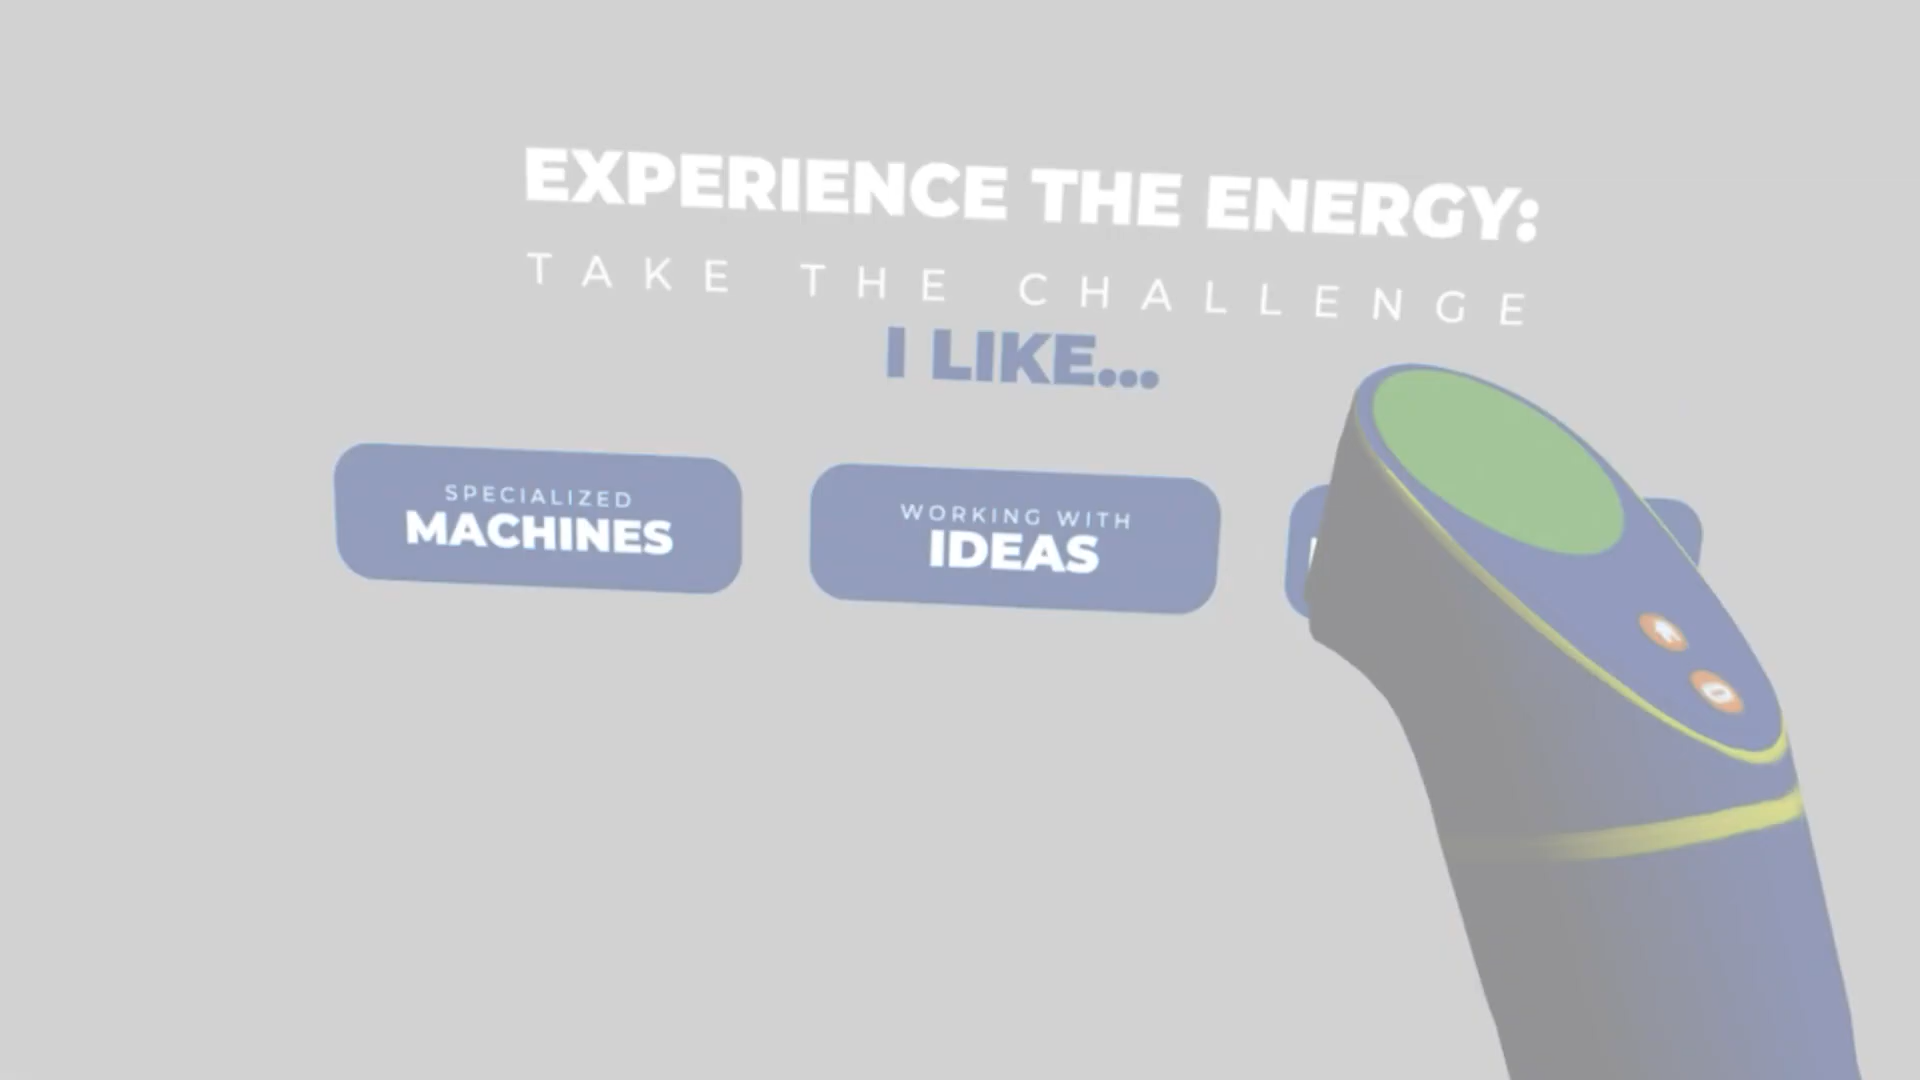 EXPERIENCE THE ENERGY:
TAKE THE CHALLENGE
I LIKE...
SPECIALIZED
MACHINES
WORKING WITH
IDEAS